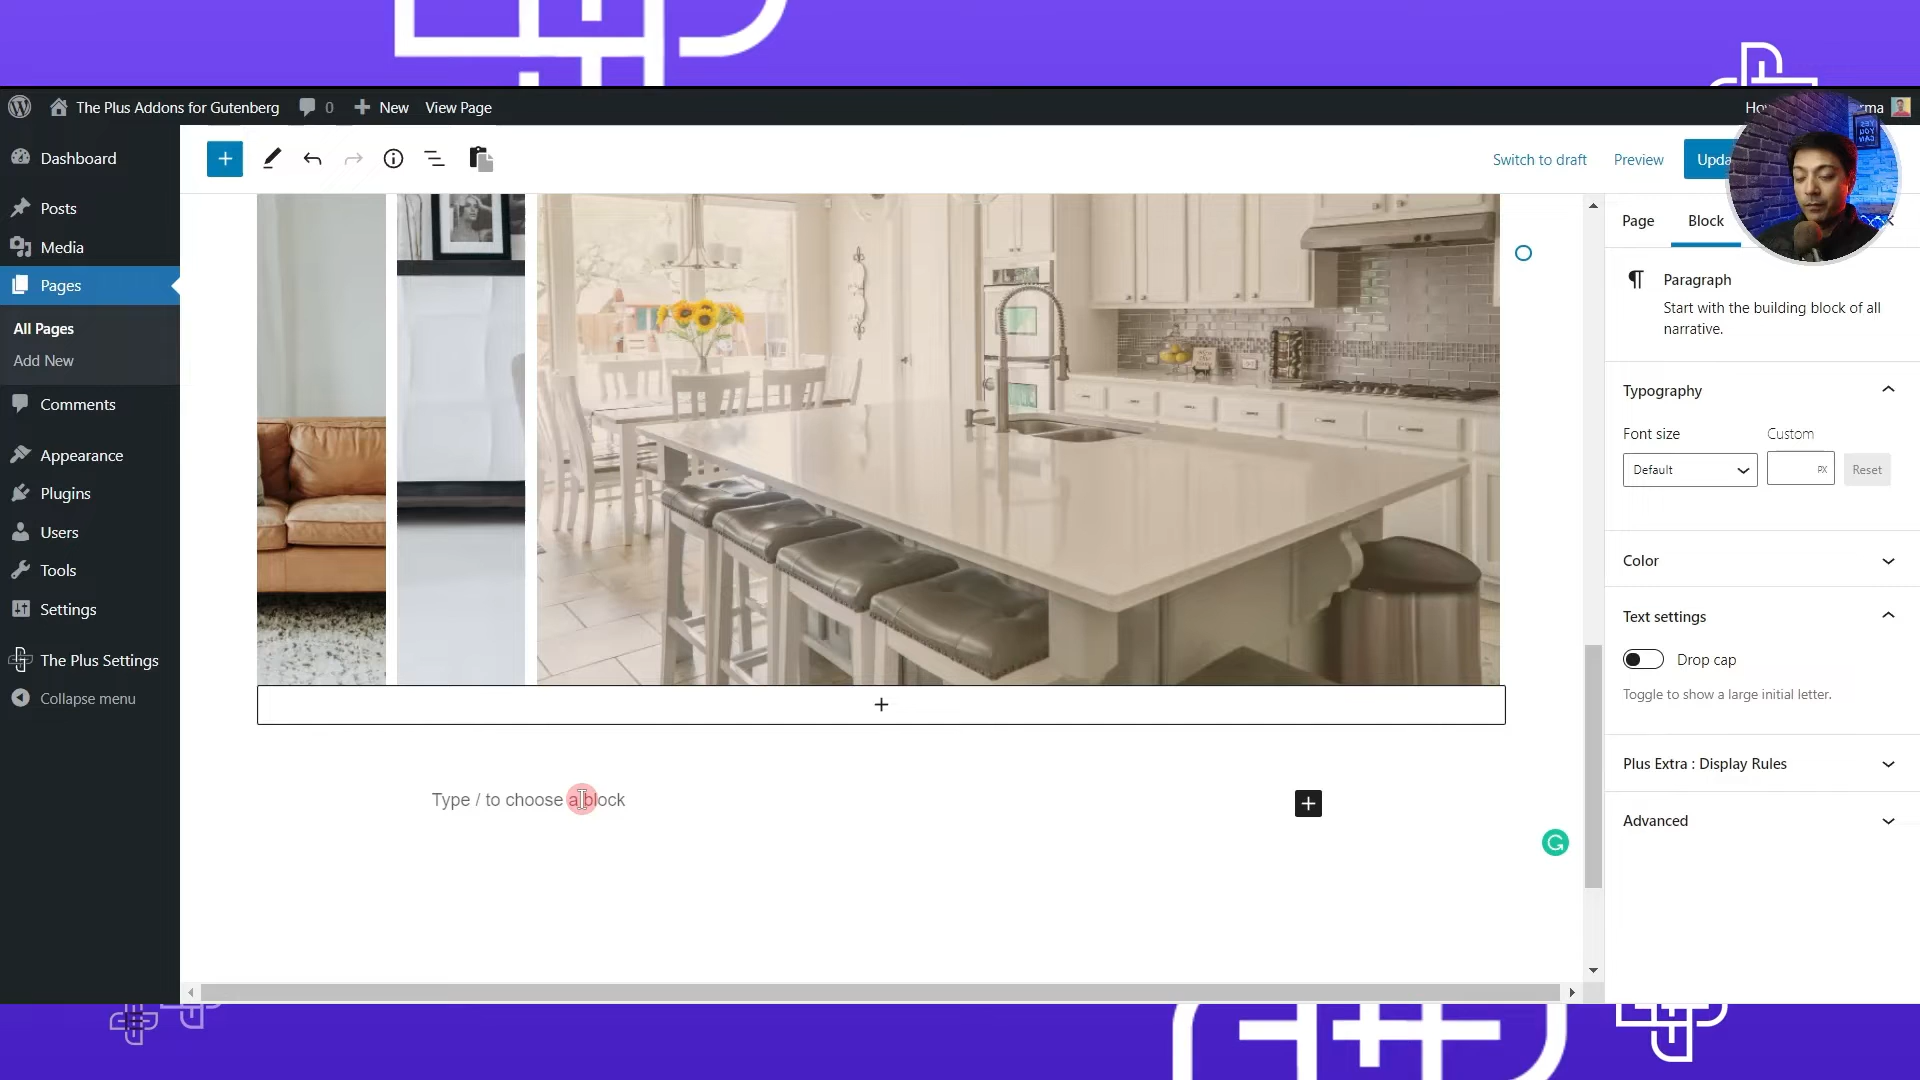 The Plus Addons for Gutenberg
0
New
View Page
Dashboard
Posts
Media
Pages
All Pages
Add New
Comments
Appearance
Plugins
Users
Tools
Settings
The Plus Settings
Collapse menu
Switch to draft
Preview
Upda
Page
Block
Paragraph
Start with the building block of all
narrative.
Typography
Font size
Custom
Default
PX
Reset
Color
Text settings
Drop cap
Toggle to show a large initial letter.
Plus Extra : Display Rules
Advanced
Type / to choose a block